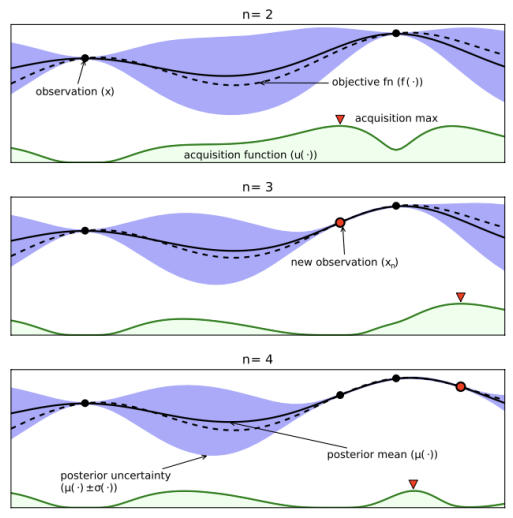 n= 2
objective fn (f(·))
observation (x)
acquisition max
acquisition function (u(·))
n= 3
new observation (xₙ)
n= 4
posterior mean (μ(·))
posterior uncertainty
(μ(·) ±σ(·))